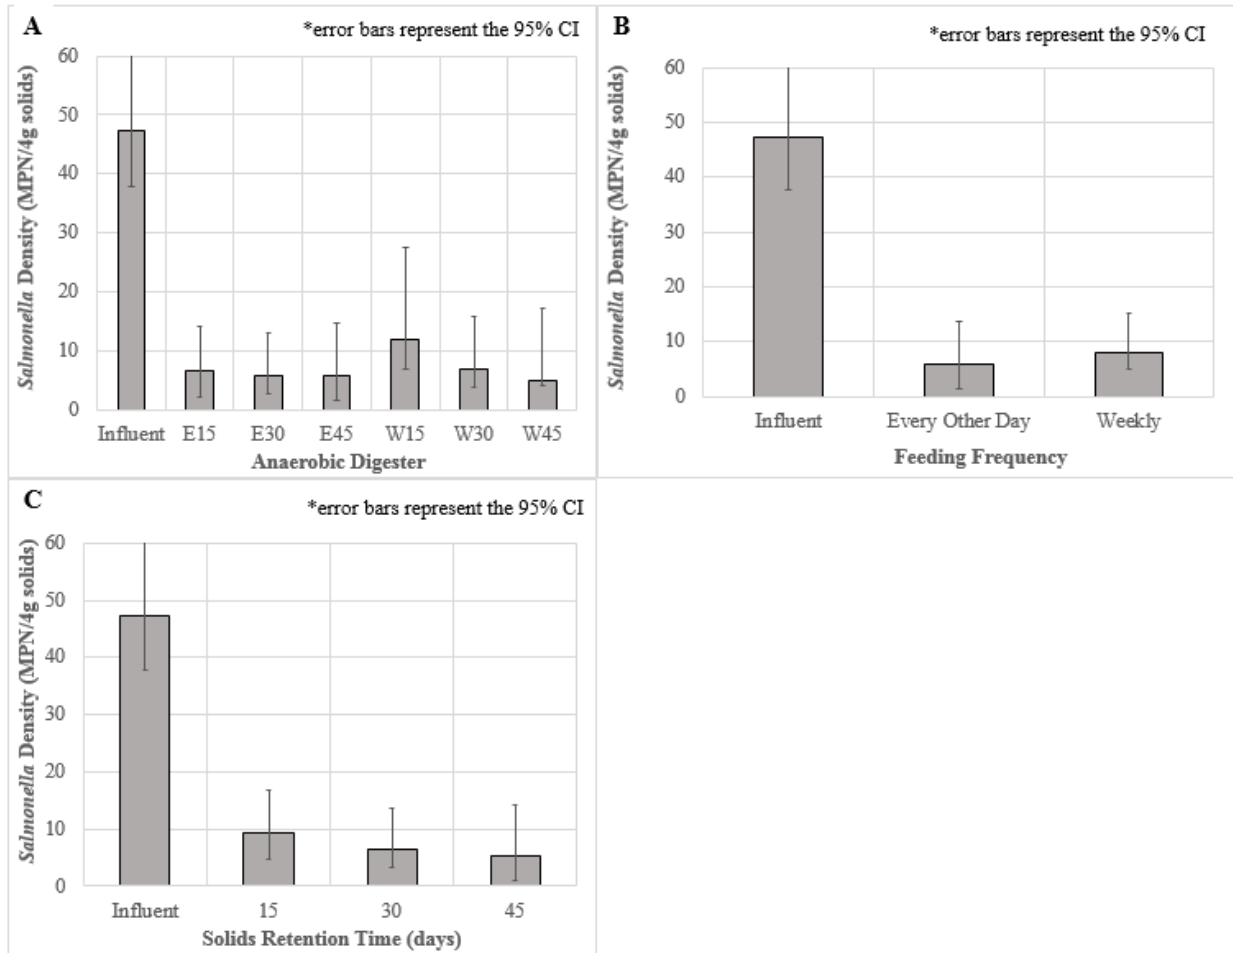 A
*error bars represent the 95% CI
Salmonella Density (MPN/4g solids)
60
50
40
30
20
10
0
Influent E15 E30 E45 W15 W30 W45
Anaerobic Digester
B
*error bars represent the 95% CI
Salmonella Density (MPN/4g solids)
60
50
40
30
20
10
0
Influent Every Other Day Weekly
Feeding Frequency
C
*error bars represent the 95% CI
Salmonella Density (MPN/4g solids)
60
50
40
30
20
10
0
Influent 15 30 45
Solids Retention Time (days)